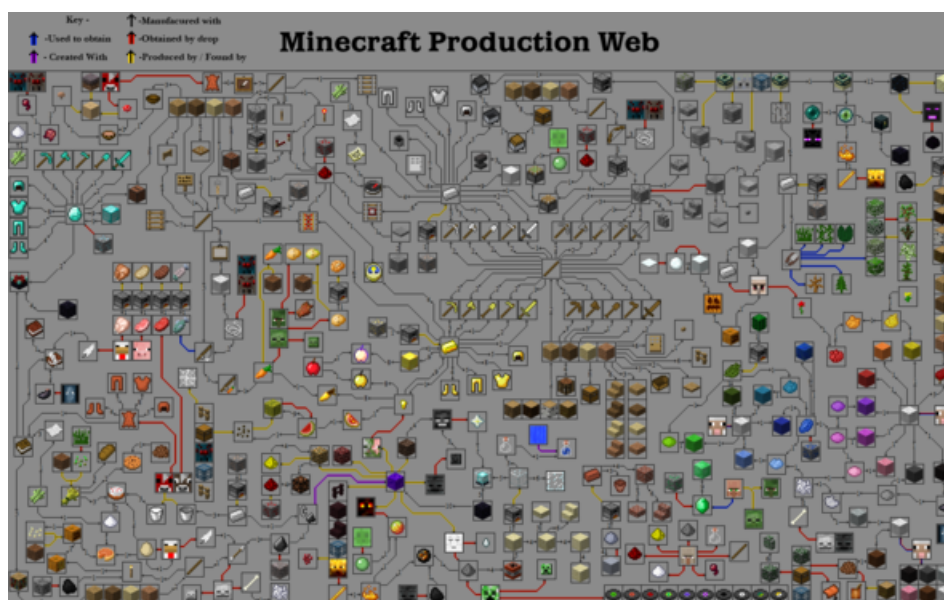 Key -
-Manufactured with
-Used to obtain
-Obtained by drop
- Created With
-Produced by / Found by
Minecraft Production Web